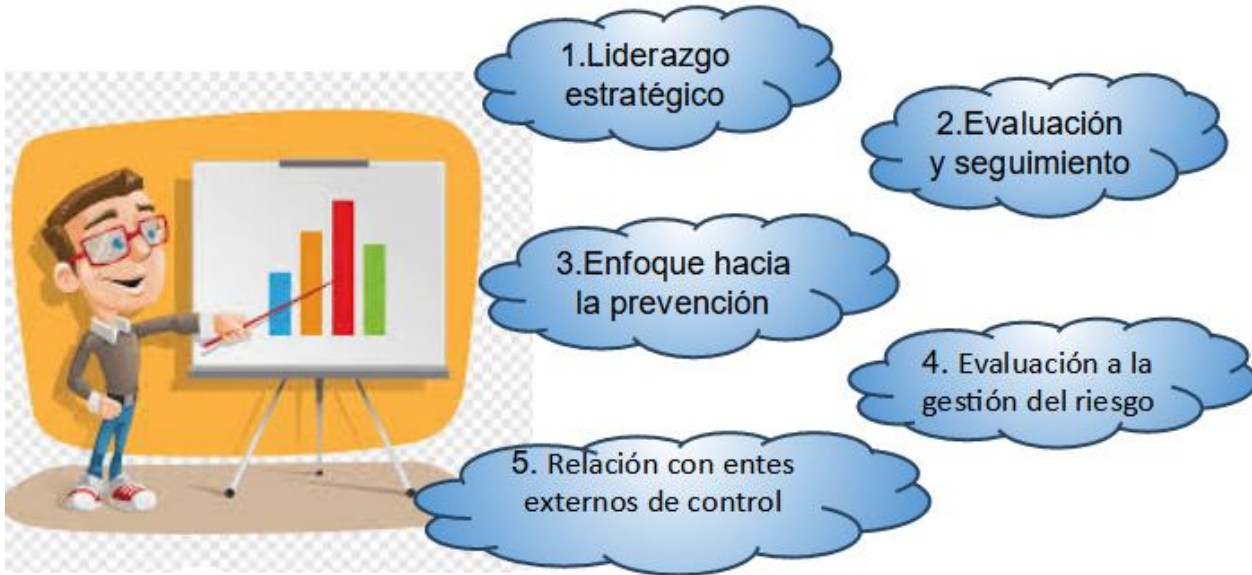 1.Liderazgo
estratégico
2.Evaluación
y seguimiento
3.Enfoque hacia
la prevención
4. Evaluación a la
gestión del riesgo
5. Relación con entes
externos de control